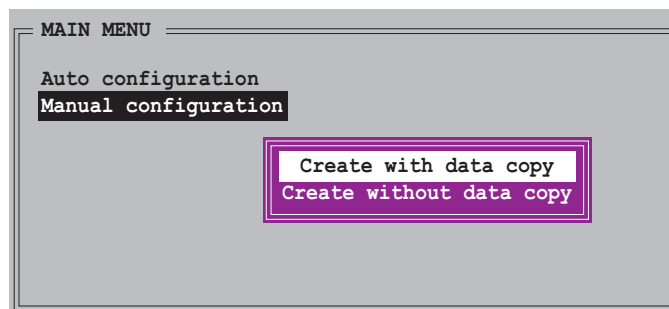 MAIN MENU
Auto configuration
Manual configuration
Create with data copy
Create without data copy